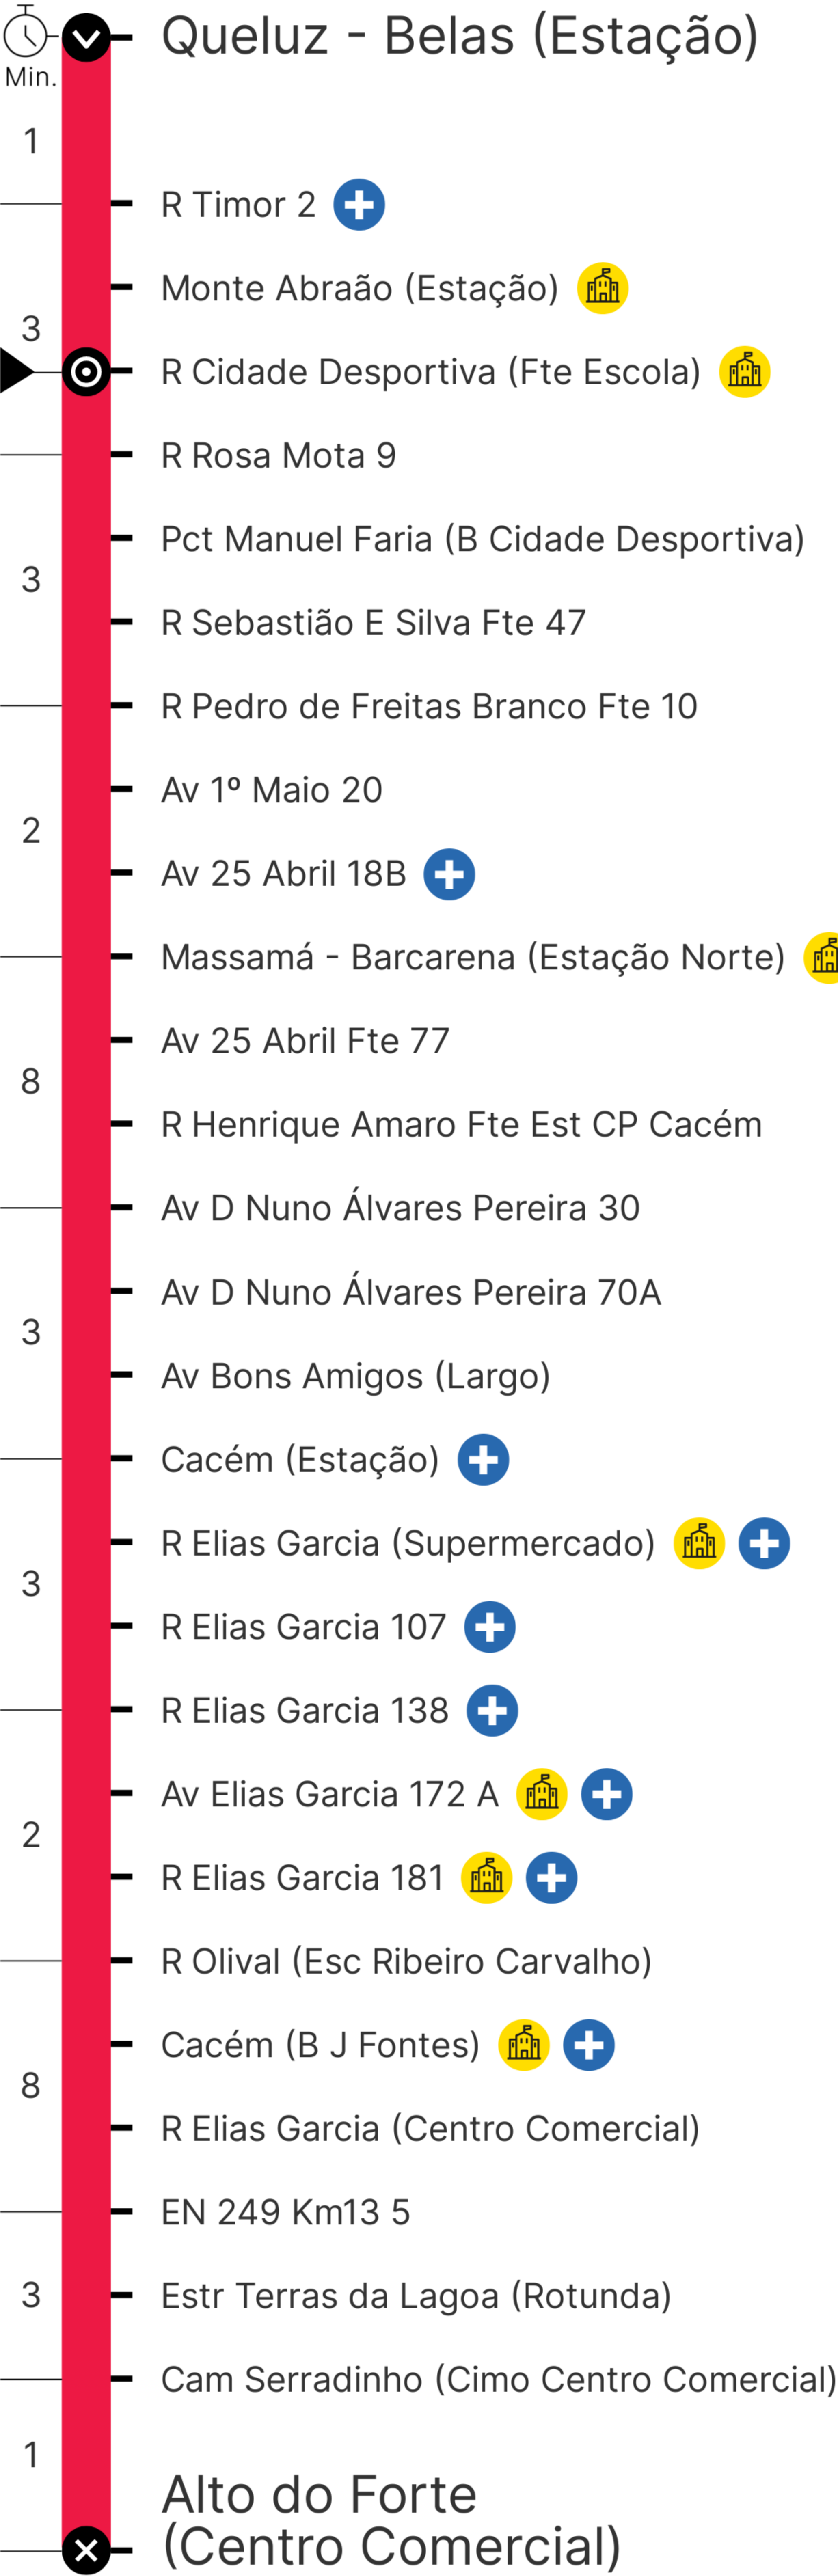 Queluz - Belas (Estação)
Min.
1
R Timor 2
Monte Abraão (Estação)
3
R Cidade Desportiva (Fte Escola)
R Rosa Mota 9
Pct Manuel Faria (B Cidade Desportiva)
3
R Sebastião E Silva Fte 47
R Pedro de Freitas Branco Fte 10
Av 1º Maio 20
2
Av 25 Abril 18B
Massamá - Barcarena (Estação Norte)
Av 25 Abril Fte 77
8
R Henrique Amaro Fte Est CP Cacém
Av D Nuno Álvares Pereira 30
Av D Nuno Álvares Pereira 70A
3
Av Bons Amigos (Largo)
Cacém (Estação)
R Elias Garcia (Supermercado)
3
R Elias Garcia 107
R Elias Garcia 138
Av Elias Garcia 172 A
2
R Elias Garcia 181
R Olival (Esc Ribeiro Carvalho)
Cacém (B J Fontes)
8
R Elias Garcia (Centro Comercial)
EN 249 Km13 5
3
Estr Terras da Lagoa (Rotunda)
Cam Serradinho (Cimo Centro Comercial)
1
Alto do Forte
(Centro Comercial)